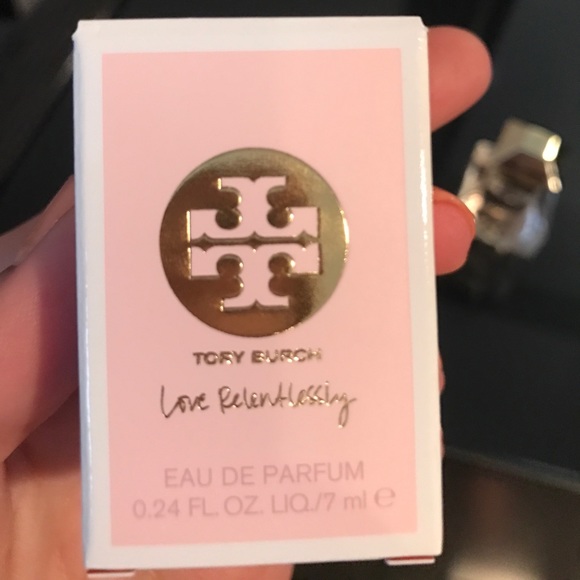 TORY BURCH
Love Relentlessly
EAU DE PARFUM
0.24 FL. OZ. LIQ./7 ml ℮